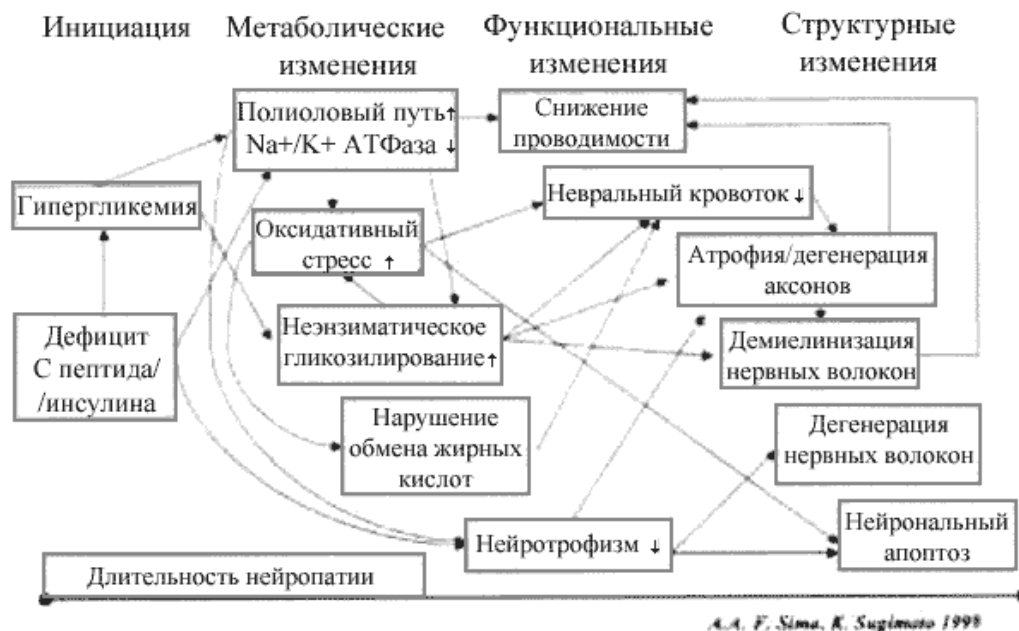 Инициация
Метаболические
изменения
Функциональные
изменения
Структурные
изменения
Полиоловый путь↑
Na+/K+ АТФаза ↓
Снижение
проводимости
Гипергликемия
Невральный кровоток ↓
Оксидативный
стресс ↑
Атрофия/дегенерация
аксонов
Неэнзиматическое
гликозилирование↑
Дефицит
С пептида/
/инсулина
Демиелинизация
нервных волокон
Нарушение
обмена жирных
кислот
Дегенерация
нервных волокон
Нейротрофизм ↓
Нейрональный
апоптоз
Длительность нейропатии
A.A. F. Sima, K. Sugimoto 1998